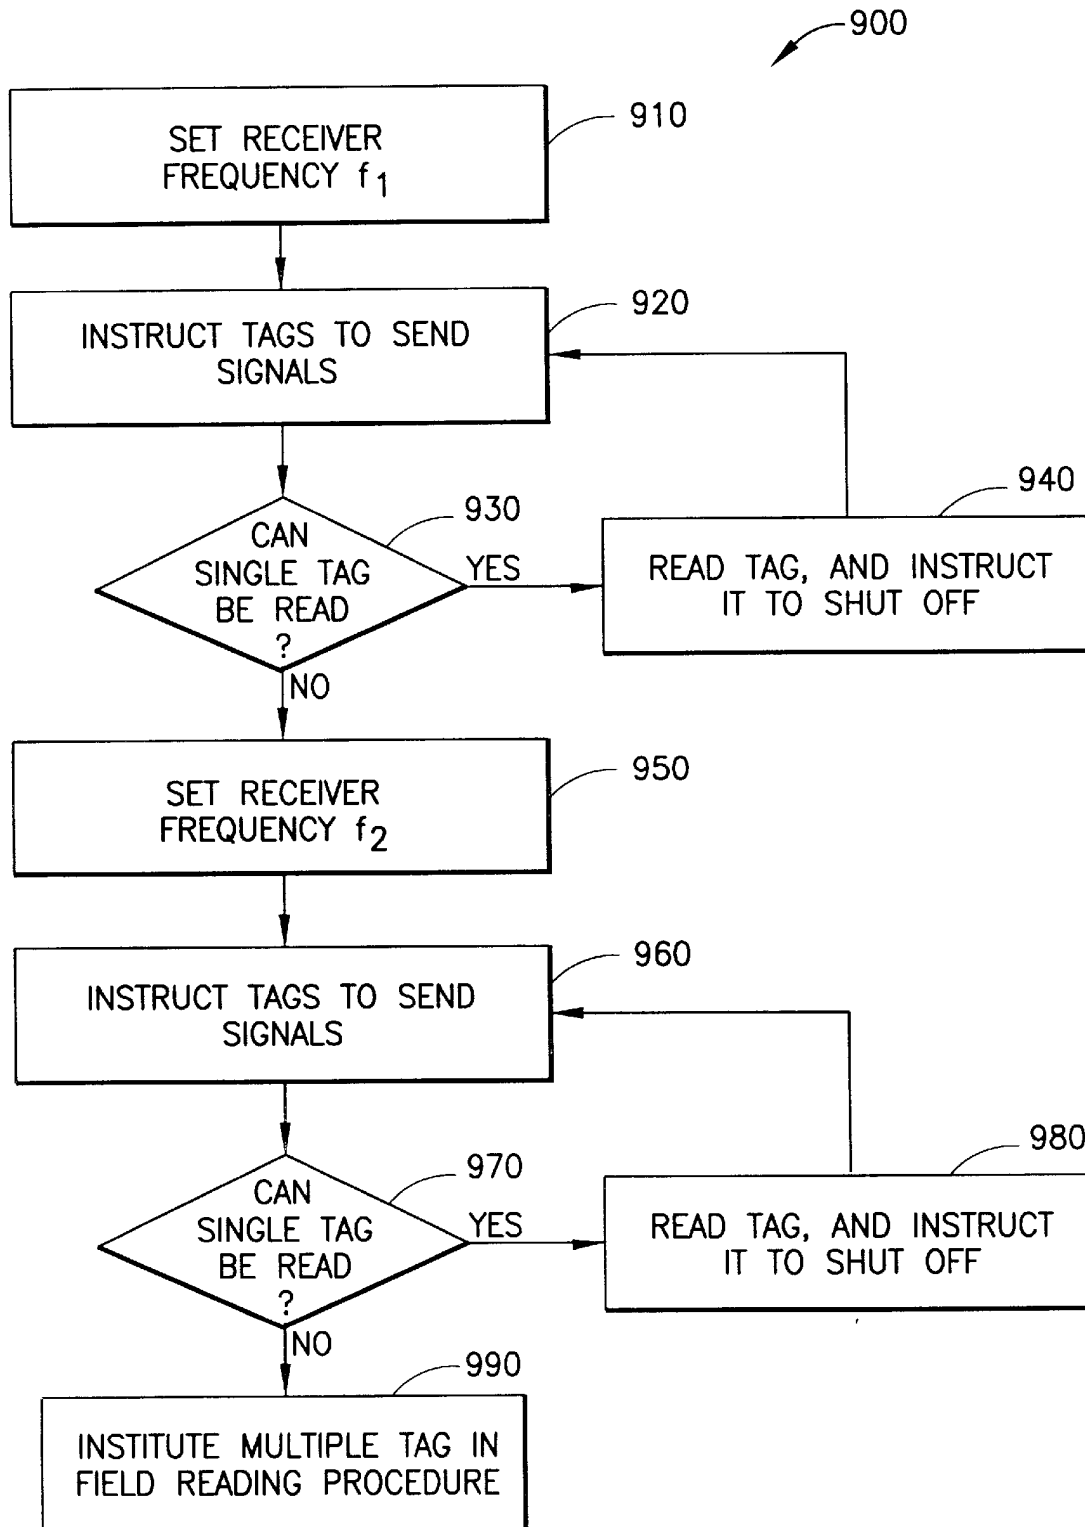 900
910
SET RECEIVER
FREQUENCY f1
920
INSTRUCT TAGS TO SEND
SIGNALS
930
CAN
SINGLE TAG
BE READ
?
YES
940
READ TAG, AND INSTRUCT
IT TO SHUT OFF
NO
950
SET RECEIVER
FREQUENCY f2
960
INSTRUCT TAGS TO SEND
SIGNALS
970
CAN
SINGLE TAG
BE READ
?
YES
980
READ TAG, AND INSTRUCT
IT TO SHUT OFF
NO
990
INSTITUTE MULTIPLE TAG IN
FIELD READING PROCEDURE